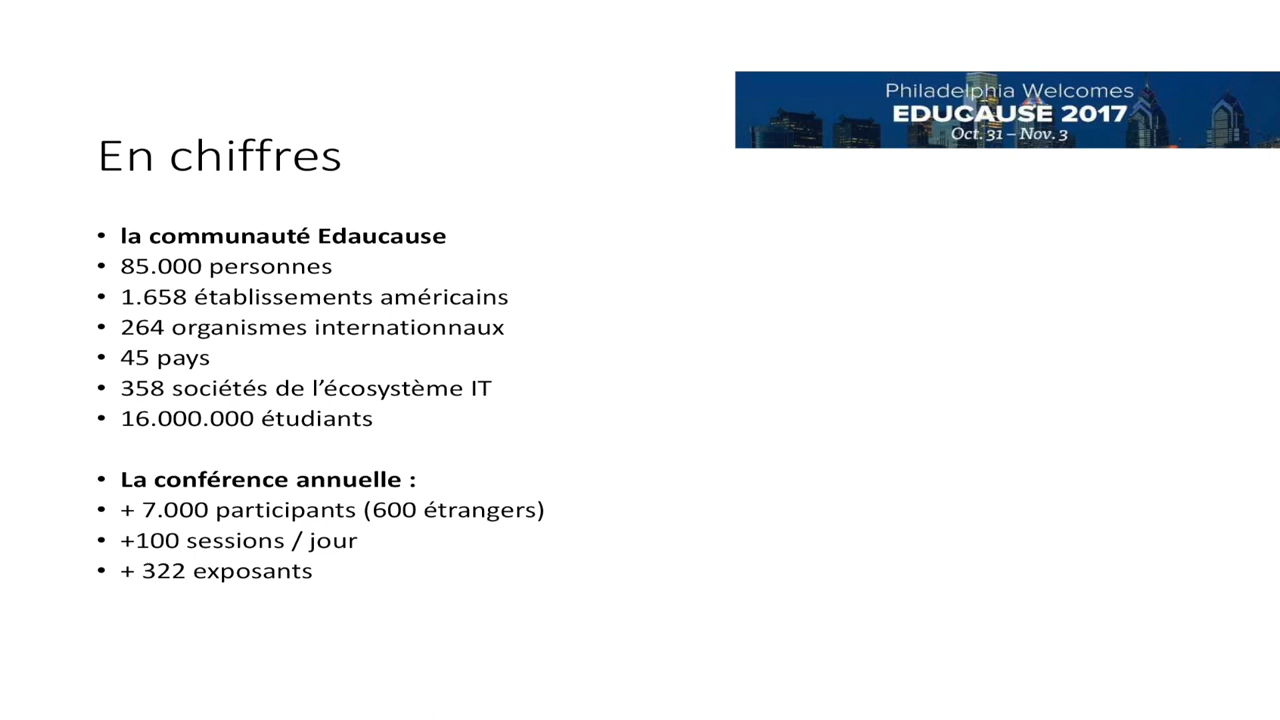 Philadelphia Welcomes
EDUCAUSE 2017
Oct. 31 – Nov. 3
En chiffres
• la communauté Edaucause
• 85.000 personnes
• 1.658 établissements américains
• 264 organismes internationnaux
• 45 pays
• 358 sociétés de l’écosystème IT
• 16.000.000 étudiants
• La conférence annuelle :
• + 7.000 participants (600 étrangers)
• +100 sessions / jour
• + 322 exposants